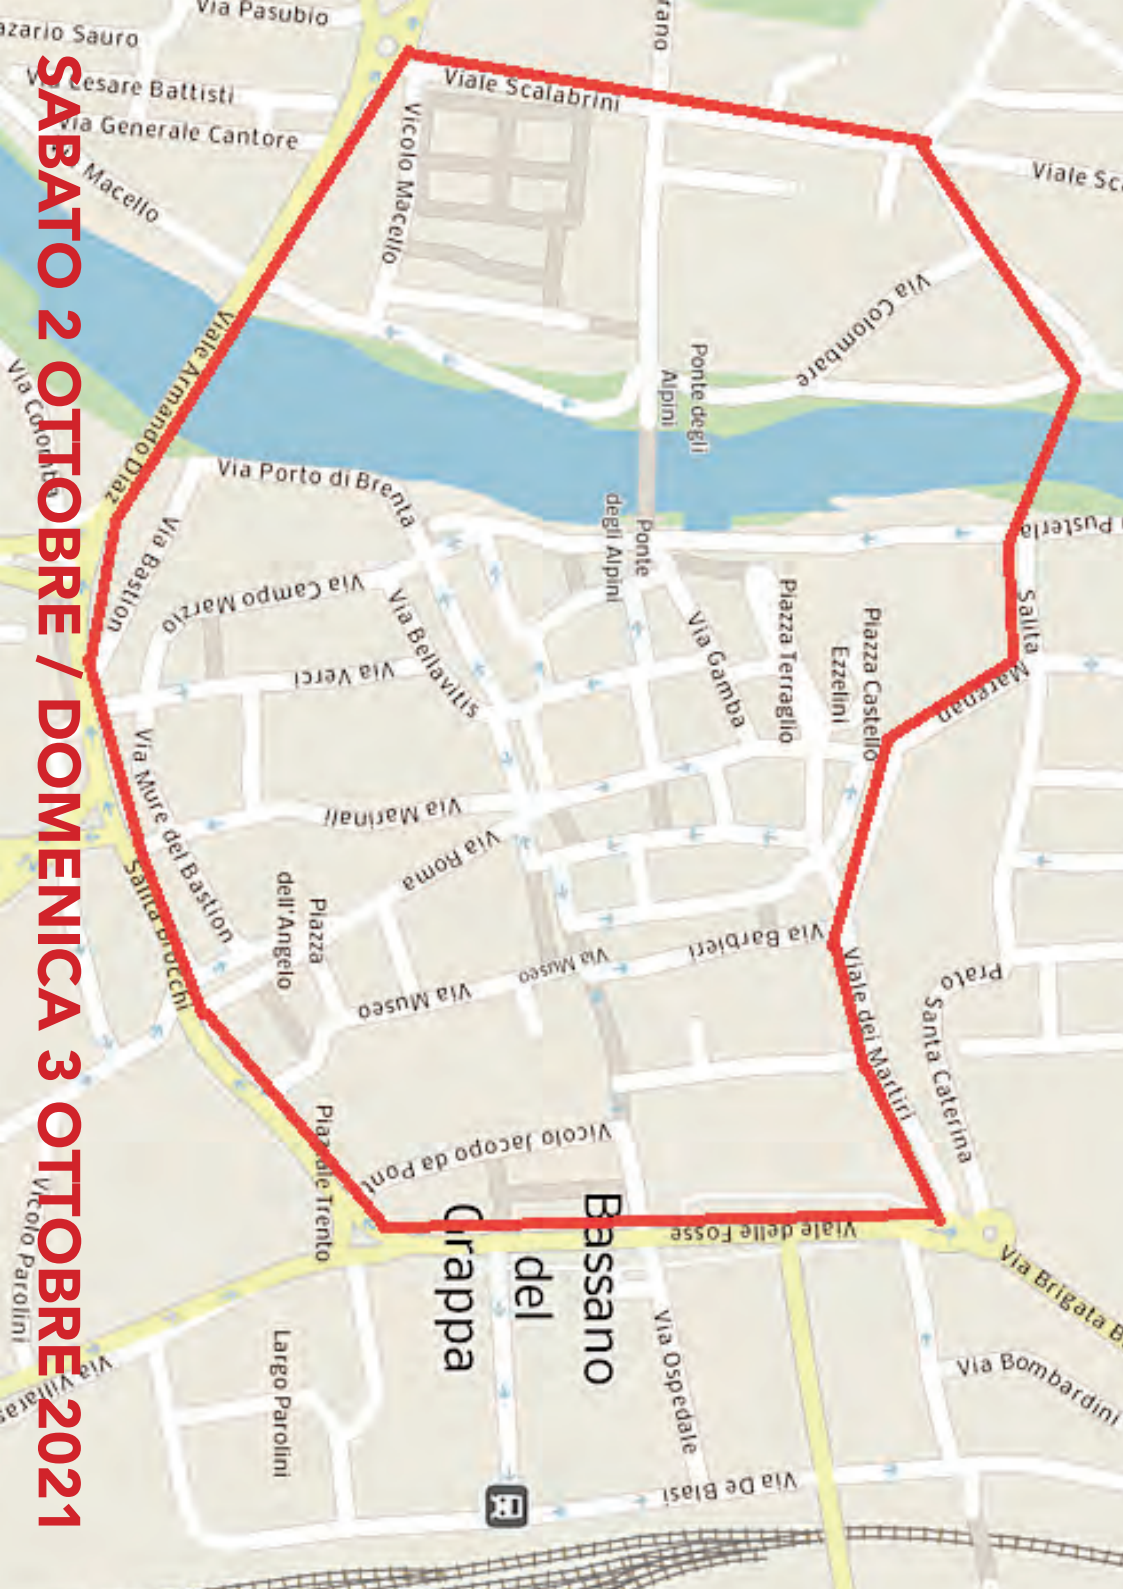 SABATO 2 OTTOBRE / DOMENICA 3 OTTOBRE 2021
Via Pasubio
Sauro
Cesare Battisti
Via Generale Cantore
Macello
Viale Scalabrini
Vicolo Macello
Viale
Via Colombare
Ponte degli
Alpini
Viale Armando Diaz
Via Porto di Brenta
Via Bastion
Via Campo Marzio
Via Bellavitis
Via Verci
Ponte
degli Alpini
Via Gamba
Piazza Terraglio
Piazza Castello
Ezzelini
Pusterla
Salita
Marenan
Via Mure del Bastion
Via Marinali
Via Roma
Salita Brocchi
Piazza
dell'Angelo
Via Museo
Via Museo
Via Barbieri
Viale dei Martiri
Prato
Santa Caterina
Vicolo Jacopo da Pont
Piazzale Trento
Bassano
del
Grappa
Viale delle Fosse
Via Brigata B
Via Ospedale
Via Bombardini
Largo Parolini
Vicolo Parolini
Via De Blasi